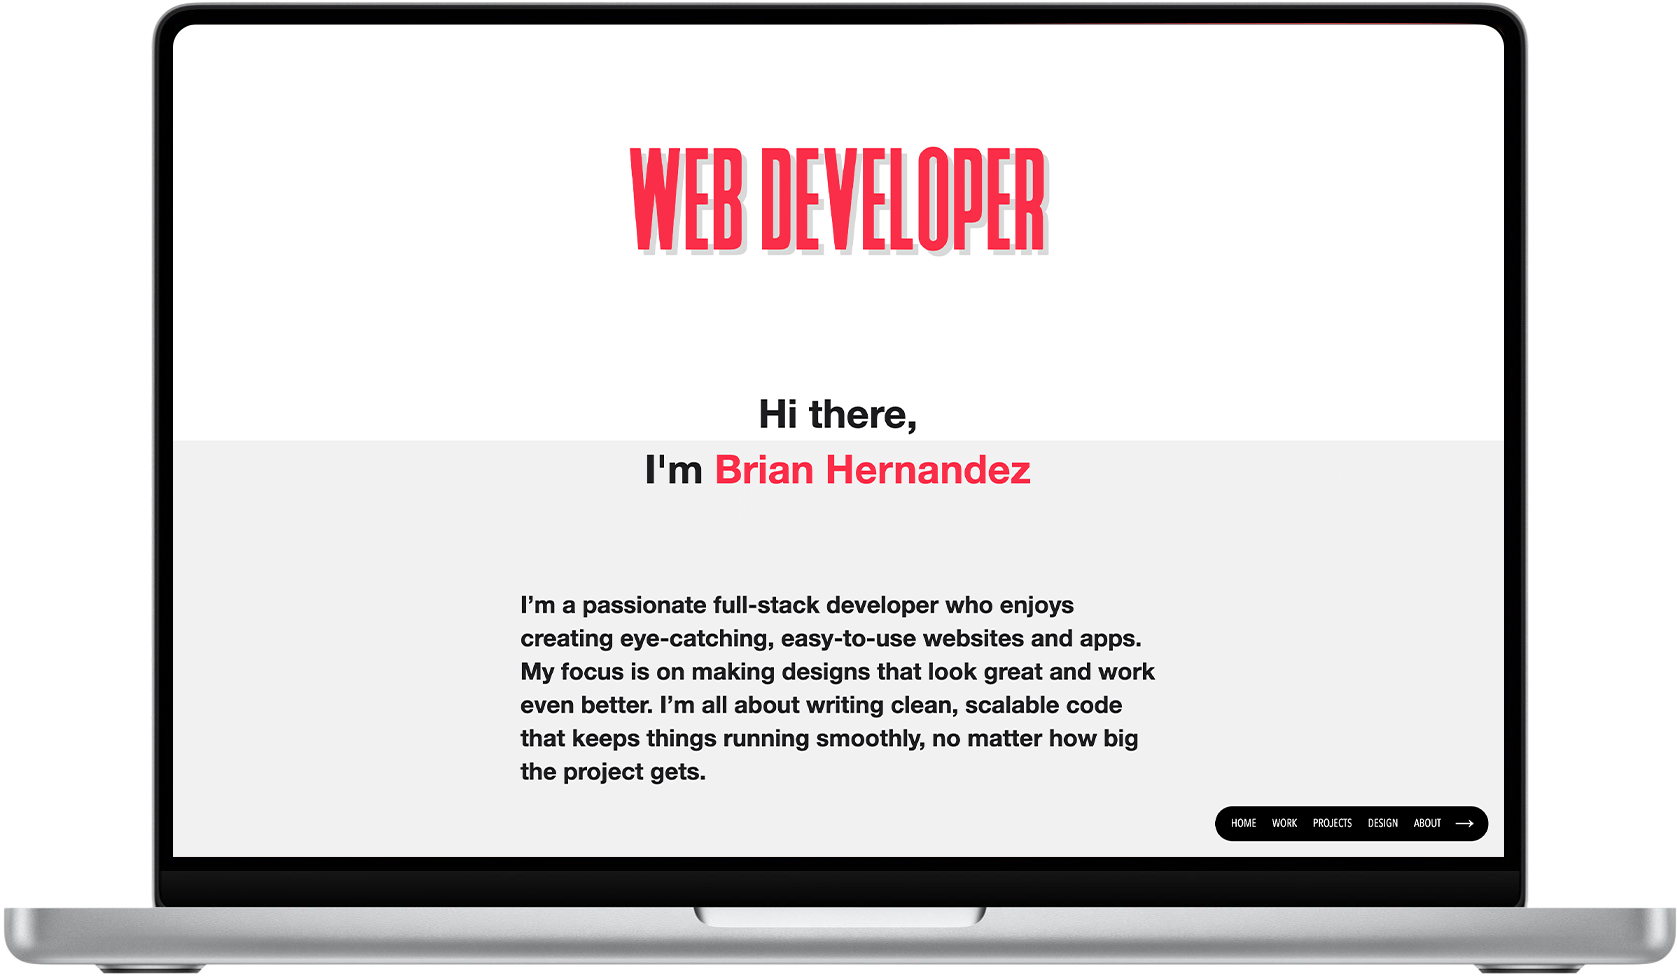 WEB DEVELOPER
Hi there,
I'm Brian Hernandez
I’m a passionate full-stack developer who enjoys
creating eye-catching, easy-to-use websites and apps.
My focus is on making designs that look great and work
even better. I’m all about writing clean, scalable code
that keeps things running smoothly, no matter how big
the project gets.
HOME WORK PROJECTS DESIGN ABOUT